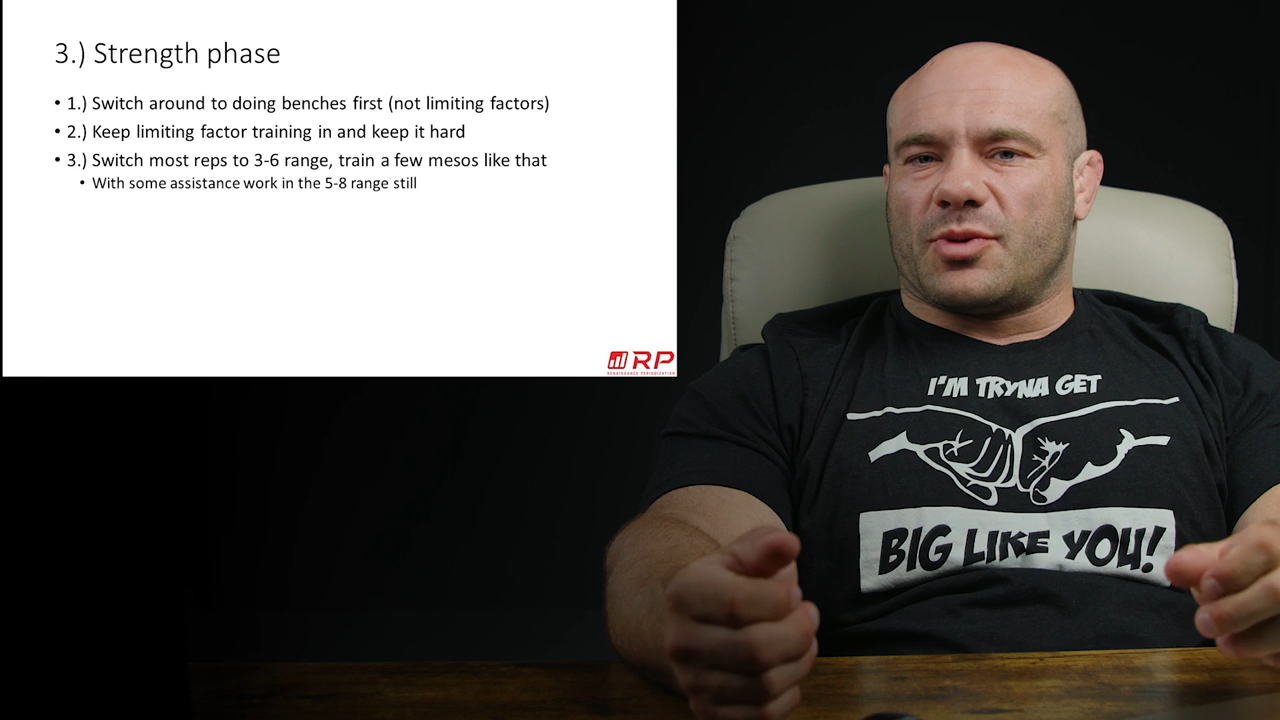 3.) Strength phase
• 1.) Switch around to doing benches first (not limiting factors)
• 2.) Keep limiting factor training in and keep it hard
• 3.) Switch most reps to 3-6 range, train a few mesos like that
• With some assistance work in the 5-8 range still
RP
RENAISSANCE PERIODIZATION
I'M TRYNA GET
BIG LIKE YOU!